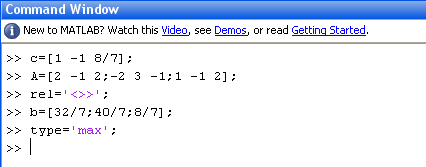 Command Window
New to MATLAB? Watch this Video, see Demos, or read Getting Started.
>> c=[1 -1 8/7];
>> A=[2 -1 2;-2 3 -1;1 -1 2];
>> rel='<>>';
>> b=[32/7;40/7;8/7];
>> type='max';
>>